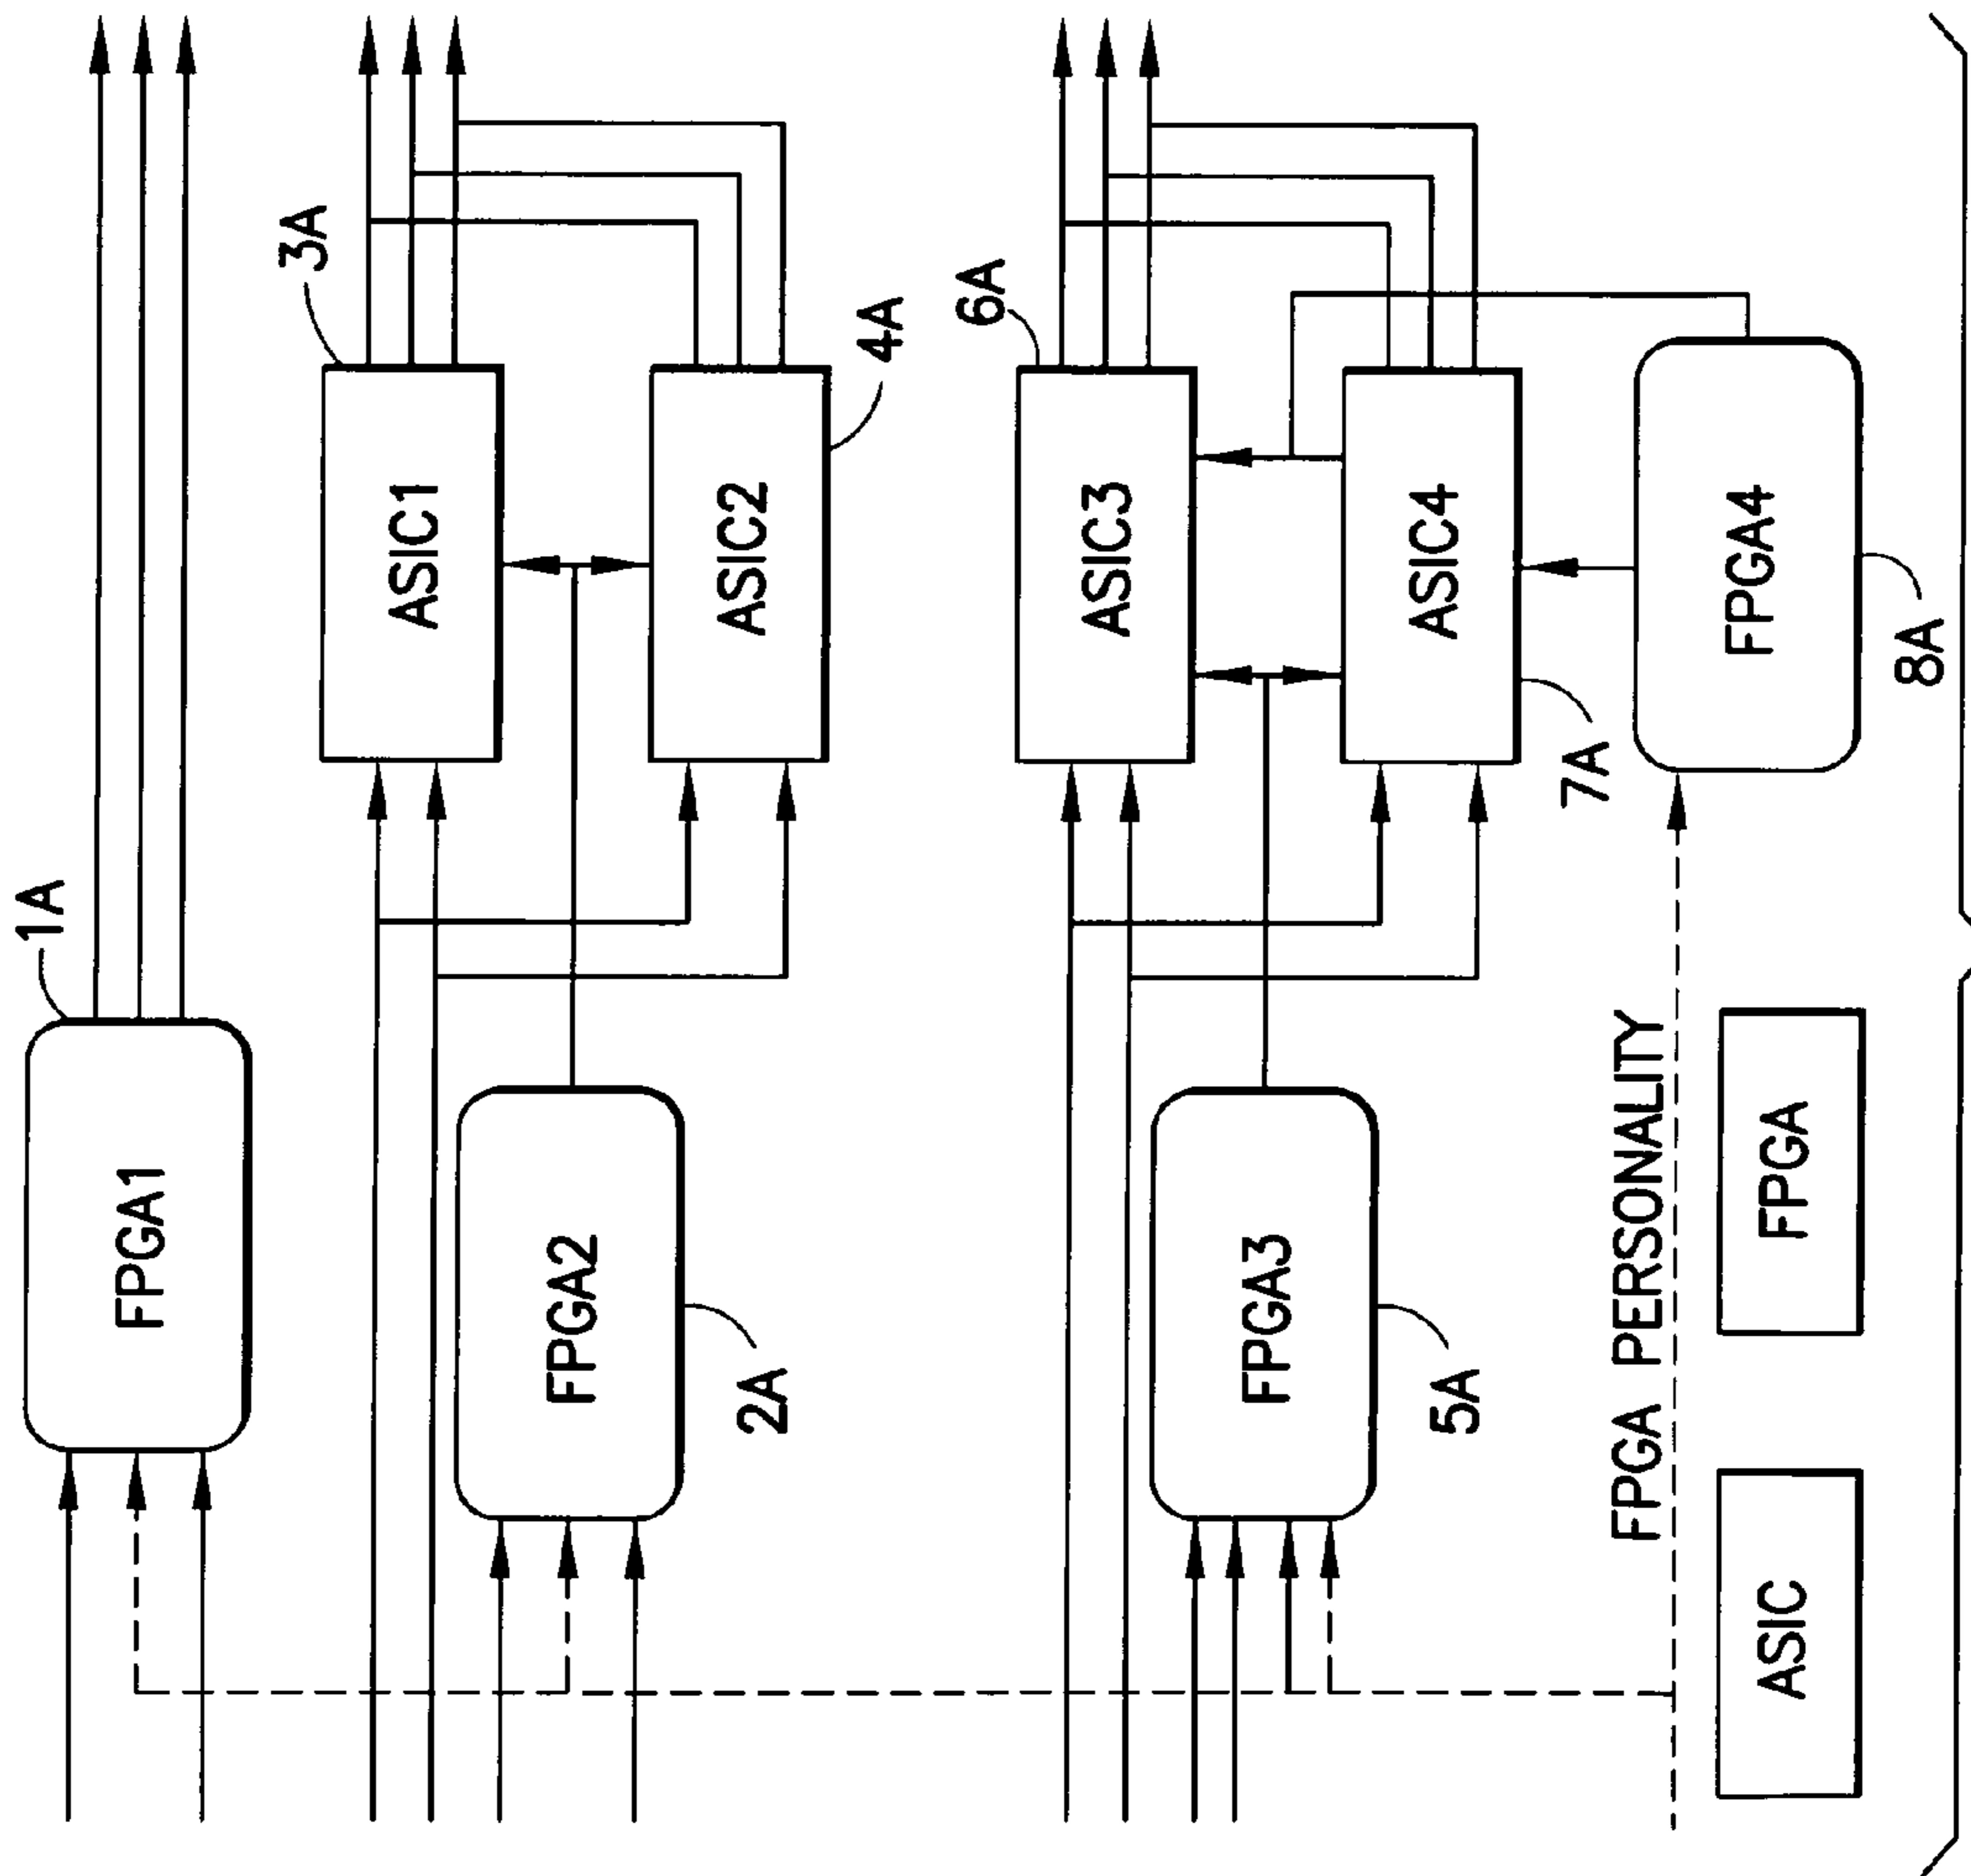 1A
FPGA1
3A
ASIC1
4A
ASIC2
FPGA2
2A
6A
ASIC3
ASIC4
7A
FPGA3
5A
FPGA4
8A
FPGA PERSONALITY
ASIC
FPGA